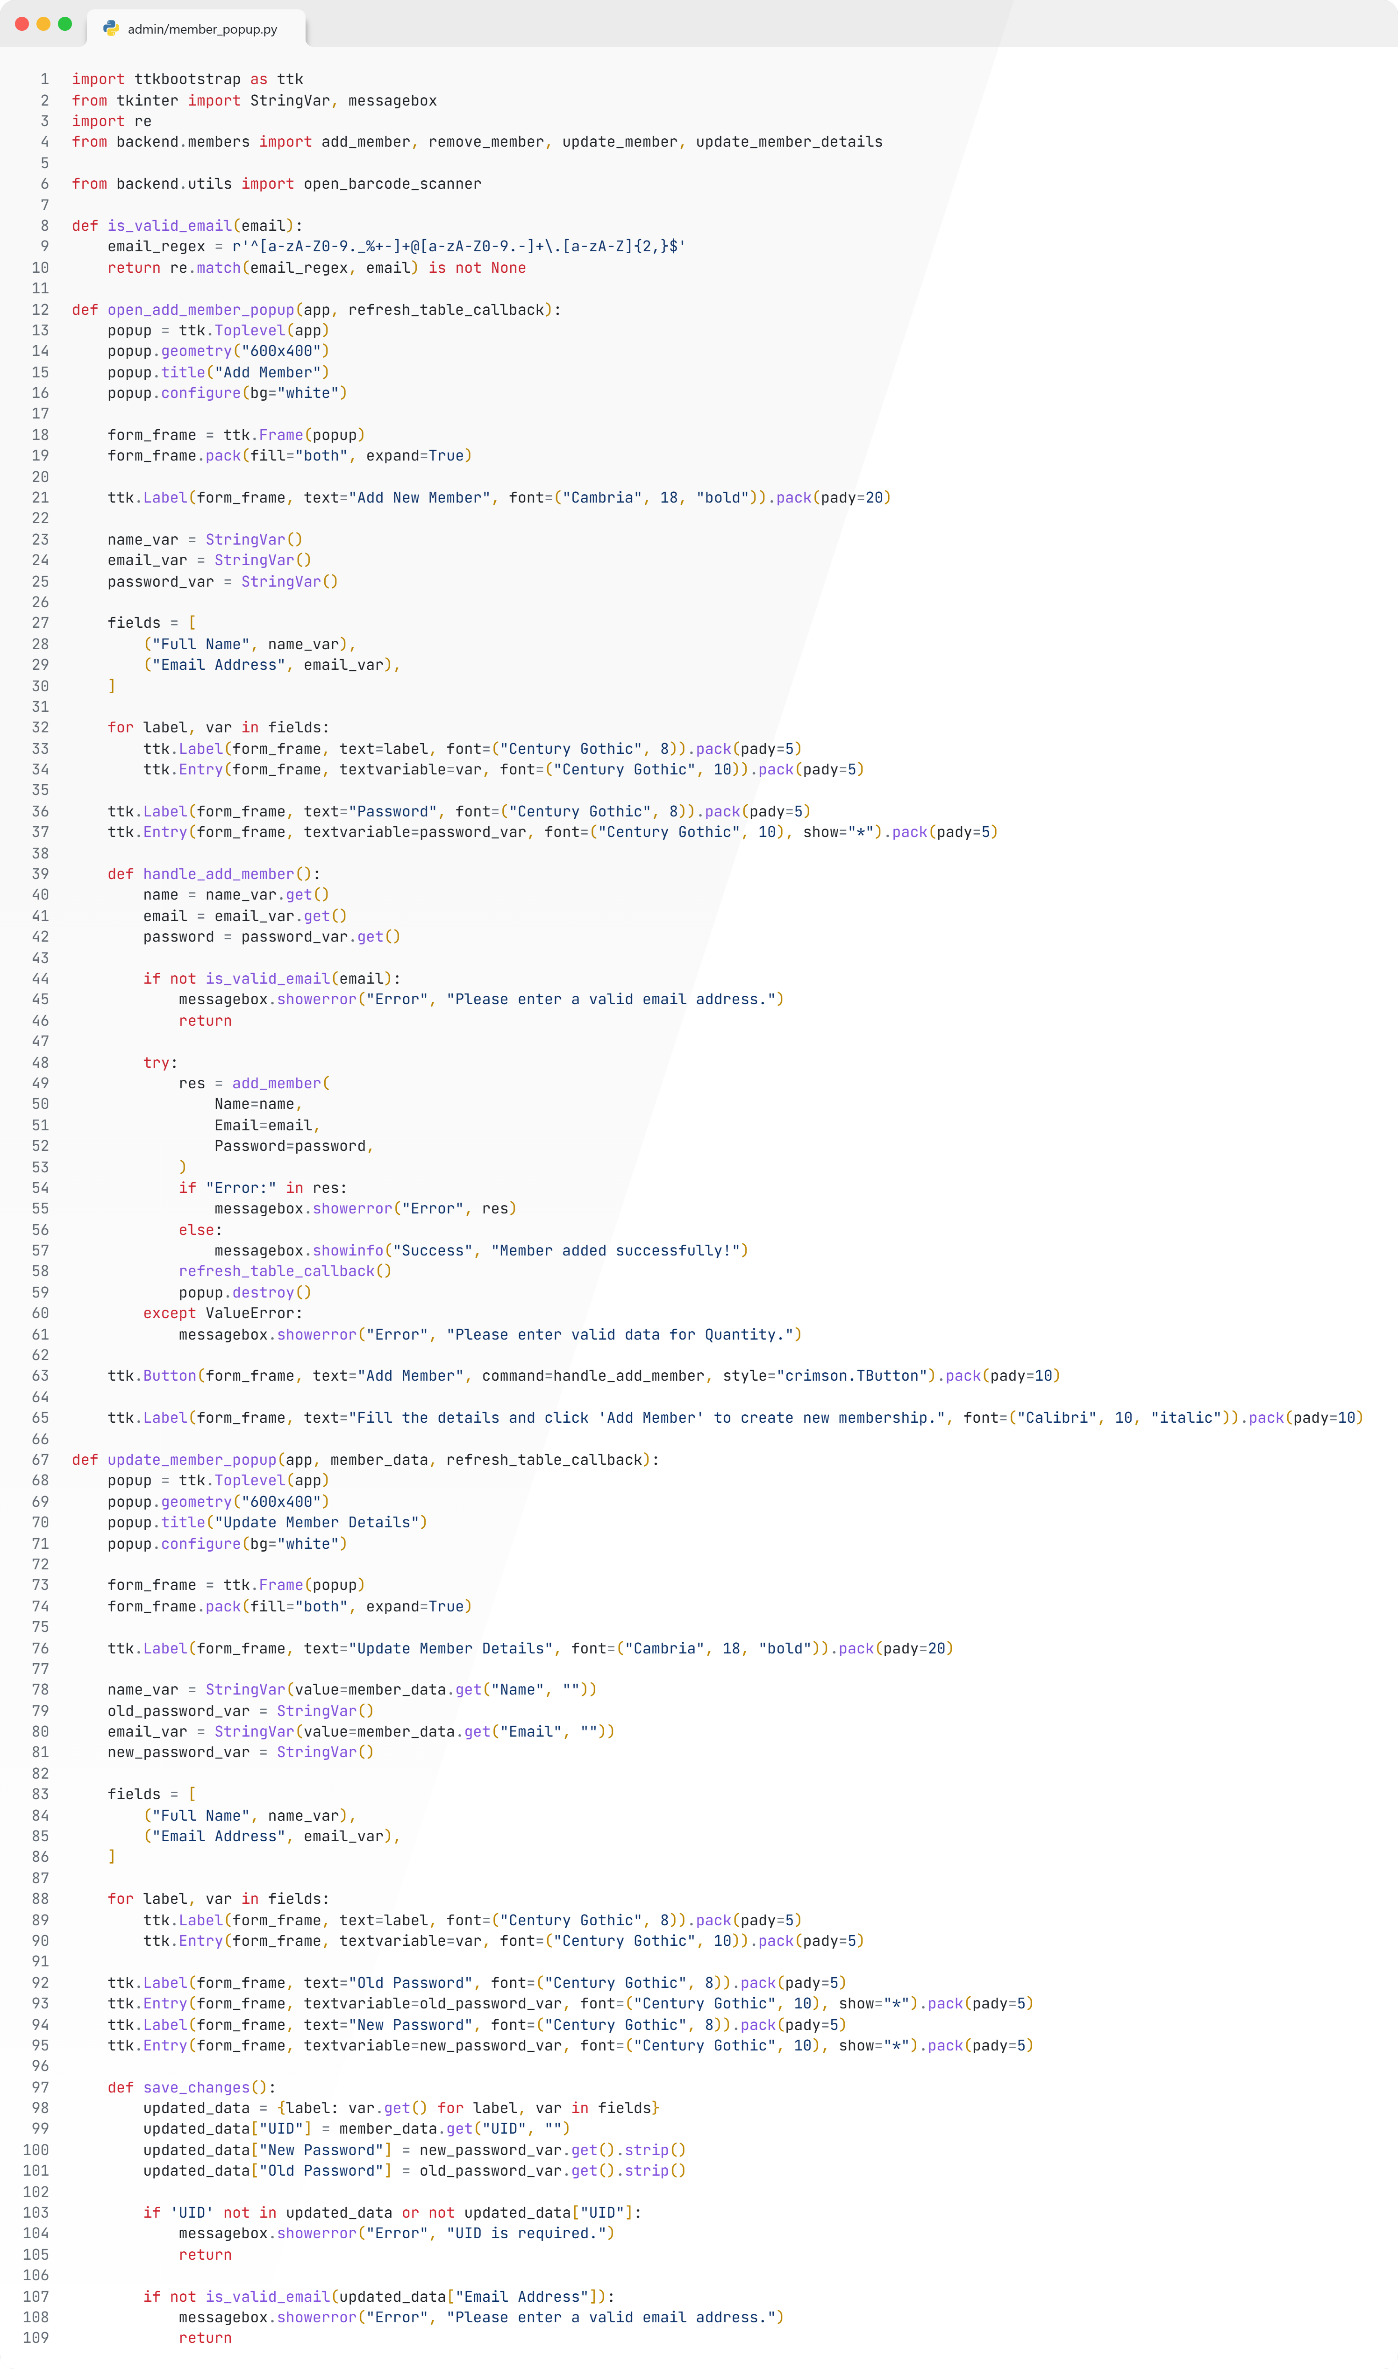 admin/member_popup.py
1 import ttkbootstrap as ttk
2 from tkinter import StringVar, messagebox
3 import re
4 from backend.members import add_member, remove_member, update_member, update_member_details
5
6 from backend.utils import open_barcode_scanner
7
8 def is_valid_email(email):
9     email_regex = r'^[a-zA-Z0-9._%+-]+@[a-zA-Z0-9.-]+\.[a-zA-Z]{2,}$'
10     return re.match(email_regex, email) is not None
11
12 def open_add_member_popup(app, refresh_table_callback):
13     popup = ttk.Toplevel(app)
14     popup.geometry("600x400")
15     popup.title("Add Member")
16     popup.configure(bg="white")
17
18     form_frame = ttk.Frame(popup)
19     form_frame.pack(fill="both", expand=True)
20
21     ttk.Label(form_frame, text="Add New Member", font=("Cambria", 18, "bold")).pack(pady=20)
22
23     name_var = StringVar()
24     email_var = StringVar()
25     password_var = StringVar()
26
27     fields = [
28         ("Full Name", name_var),
29         ("Email Address", email_var),
30     ]
31
32     for label, var in fields:
33         ttk.Label(form_frame, text=label, font=("Century Gothic", 8)).pack(pady=5)
34         ttk.Entry(form_frame, textvariable=var, font=("Century Gothic", 10)).pack(pady=5)
35
36     ttk.Label(form_frame, text="Password", font=("Century Gothic", 8)).pack(pady=5)
37     ttk.Entry(form_frame, textvariable=password_var, font=("Century Gothic", 10), show="*").pack(pady=5)
38
39     def handle_add_member():
40         name = name_var.get()
41         email = email_var.get()
42         password = password_var.get()
43
44         if not is_valid_email(email):
45             messagebox.showerror("Error", "Please enter a valid email address.")
46             return
47
48         try:
49             res = add_member(
50                 Name=name,
51                 Email=email,
52                 Password=password,
53             )
54             if "Error:" in res:
55                 messagebox.showerror("Error", res)
56             else:
57                 messagebox.showinfo("Success", "Member added successfully!")
58             refresh_table_callback()
59             popup.destroy()
60         except ValueError:
61             messagebox.showerror("Error", "Please enter valid data for Quantity.")
62
63     ttk.Button(form_frame, text="Add Member", command=handle_add_member, style="crimson.TButton").pack(pady=10)
64
65     ttk.Label(form_frame, text="Fill the details and click 'Add Member' to create new membership.", font=("Calibri", 10, "italic")).pack(pady=10)
66
67 def update_member_popup(app, member_data, refresh_table_callback):
68     popup = ttk.Toplevel(app)
69     popup.geometry("600x400")
70     popup.title("Update Member Details")
71     popup.configure(bg="white")
72
73     form_frame = ttk.Frame(popup)
74     form_frame.pack(fill="both", expand=True)
75
76     ttk.Label(form_frame, text="Update Member Details", font=("Cambria", 18, "bold")).pack(pady=20)
77
78     name_var = StringVar(value=member_data.get("Name", ""))
79     old_password_var = StringVar()
80     email_var = StringVar(value=member_data.get("Email", ""))
81     new_password_var = StringVar()
82
83     fields = [
84         ("Full Name", name_var),
85         ("Email Address", email_var),
86     ]
87
88     for label, var in fields:
89         ttk.Label(form_frame, text=label, font=("Century Gothic", 8)).pack(pady=5)
90         ttk.Entry(form_frame, textvariable=var, font=("Century Gothic", 10)).pack(pady=5)
91
92     ttk.Label(form_frame, text="Old Password", font=("Century Gothic", 8)).pack(pady=5)
93     ttk.Entry(form_frame, textvariable=old_password_var, font=("Century Gothic", 10), show="*").pack(pady=5)
94     ttk.Label(form_frame, text="New Password", font=("Century Gothic", 8)).pack(pady=5)
95     ttk.Entry(form_frame, textvariable=new_password_var, font=("Century Gothic", 10), show="*").pack(pady=5)
96
97     def save_changes():
98         updated_data = {label: var.get() for label, var in fields}
99         updated_data["UID"] = member_data.get("UID", "")
100         updated_data["New Password"] = new_password_var.get().strip()
101         updated_data["Old Password"] = old_password_var.get().strip()
102
103         if 'UID' not in updated_data or not updated_data["UID"]:
104             messagebox.showerror("Error", "UID is required.")
105             return
106
107         if not is_valid_email(updated_data["Email Address"]):
108             messagebox.showerror("Error", "Please enter a valid email address.")
109             return